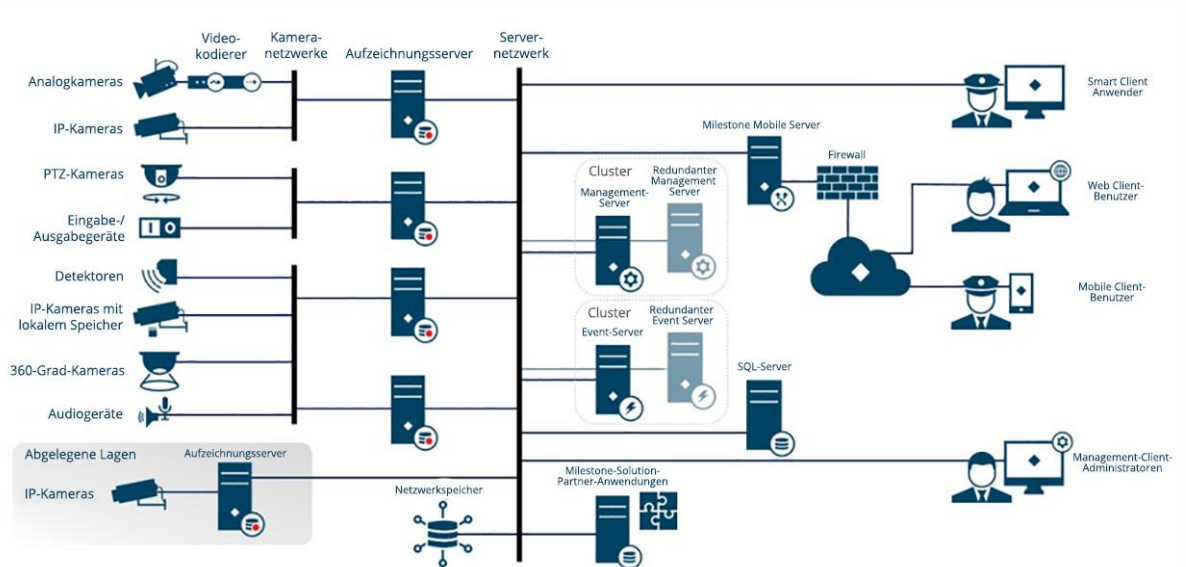 Video-
kodierer
Kamera-
netzwerke
Aufzeichnungsserver
Server-
netzwerk
Analogkameras
IP-Kameras
PTZ-Kameras
Eingabe-/
Ausgabegeräte
Detektoren
IP-Kameras mit
lokalem Speicher
360-Grad-Kameras
Audiogeräte
Abgelegene Lagen
Aufzeichnungsserver
IP-Kameras
Netzwerkspeicher
Smart Client
Anwender
Milestone Mobile Server
Firewall
Cluster
Management-
Server
Redundanter
Management
Server
Web Client-
Benutzer
Mobile Client-
Benutzer
Cluster
Event-Server
Redundanter
Event Server
SQL-Server
Management-Client-
Administratoren
Milestone-Solution-
Partner-Anwendungen